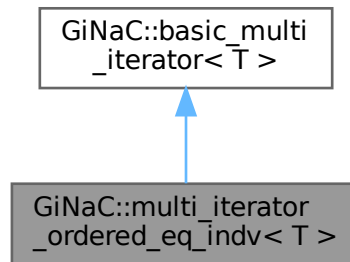 GiNaC::basic_multi
_iterator< T >
GiNaC::multi_iterator
_ordered_eq_indv< T >